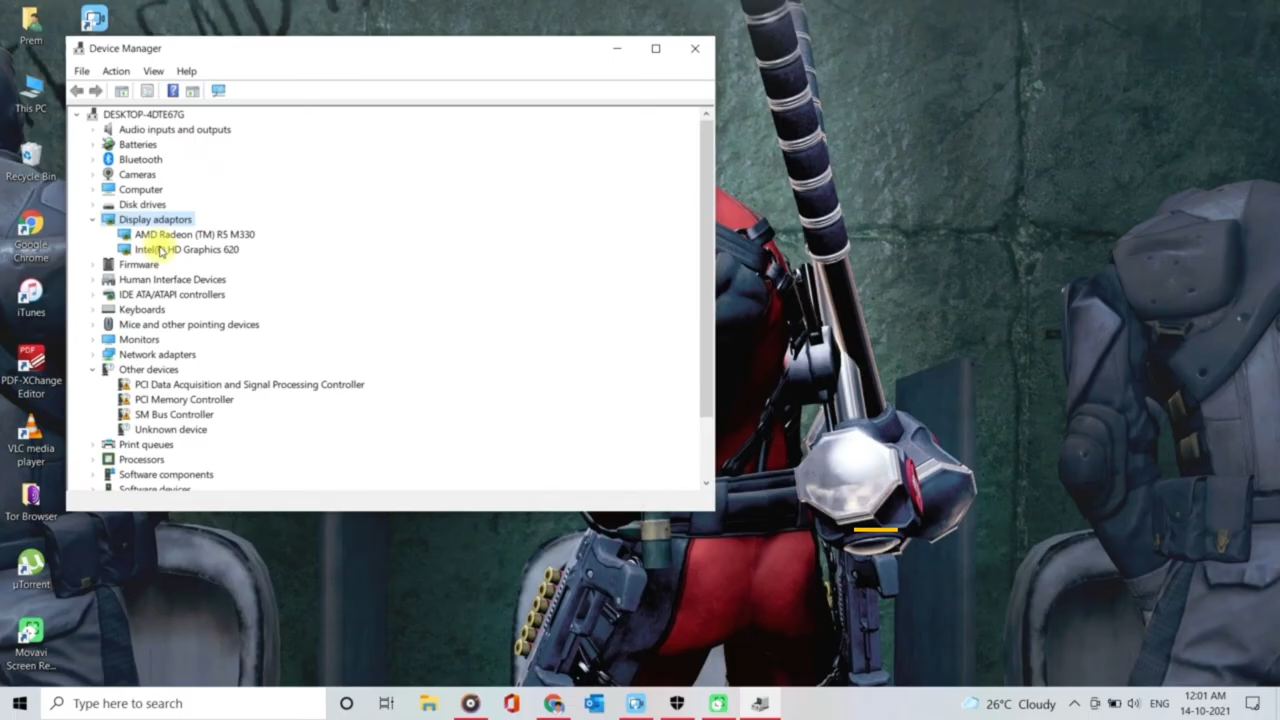 Prem
This PC
Recycle Bin
Google
Chrome
iTunes
PDF
PDF-XChange
Editor
VLC media
player
Tor Browser
µTorrent
Movavi
Screen Re...
Device Manager
File Action View Help
DESKTOP-4DTE67G
Audio inputs and outputs
Batteries
Bluetooth
Cameras
Computer
Disk drives
Display adaptors
AMD Radeon (TM) R5 M330
Intel(R) HD Graphics 620
Firmware
Human Interface Devices
IDE ATA/ATAPI controllers
Keyboards
Mice and other pointing devices
Monitors
Network adapters
Other devices
PCI Data Acquisition and Signal Processing Controller
PCI Memory Controller
SM Bus Controller
Unknown device
Print queues
Processors
Software components
Software devices
Type here to search
26°C Cloudy
ENG
12:01 AM
14-10-2021